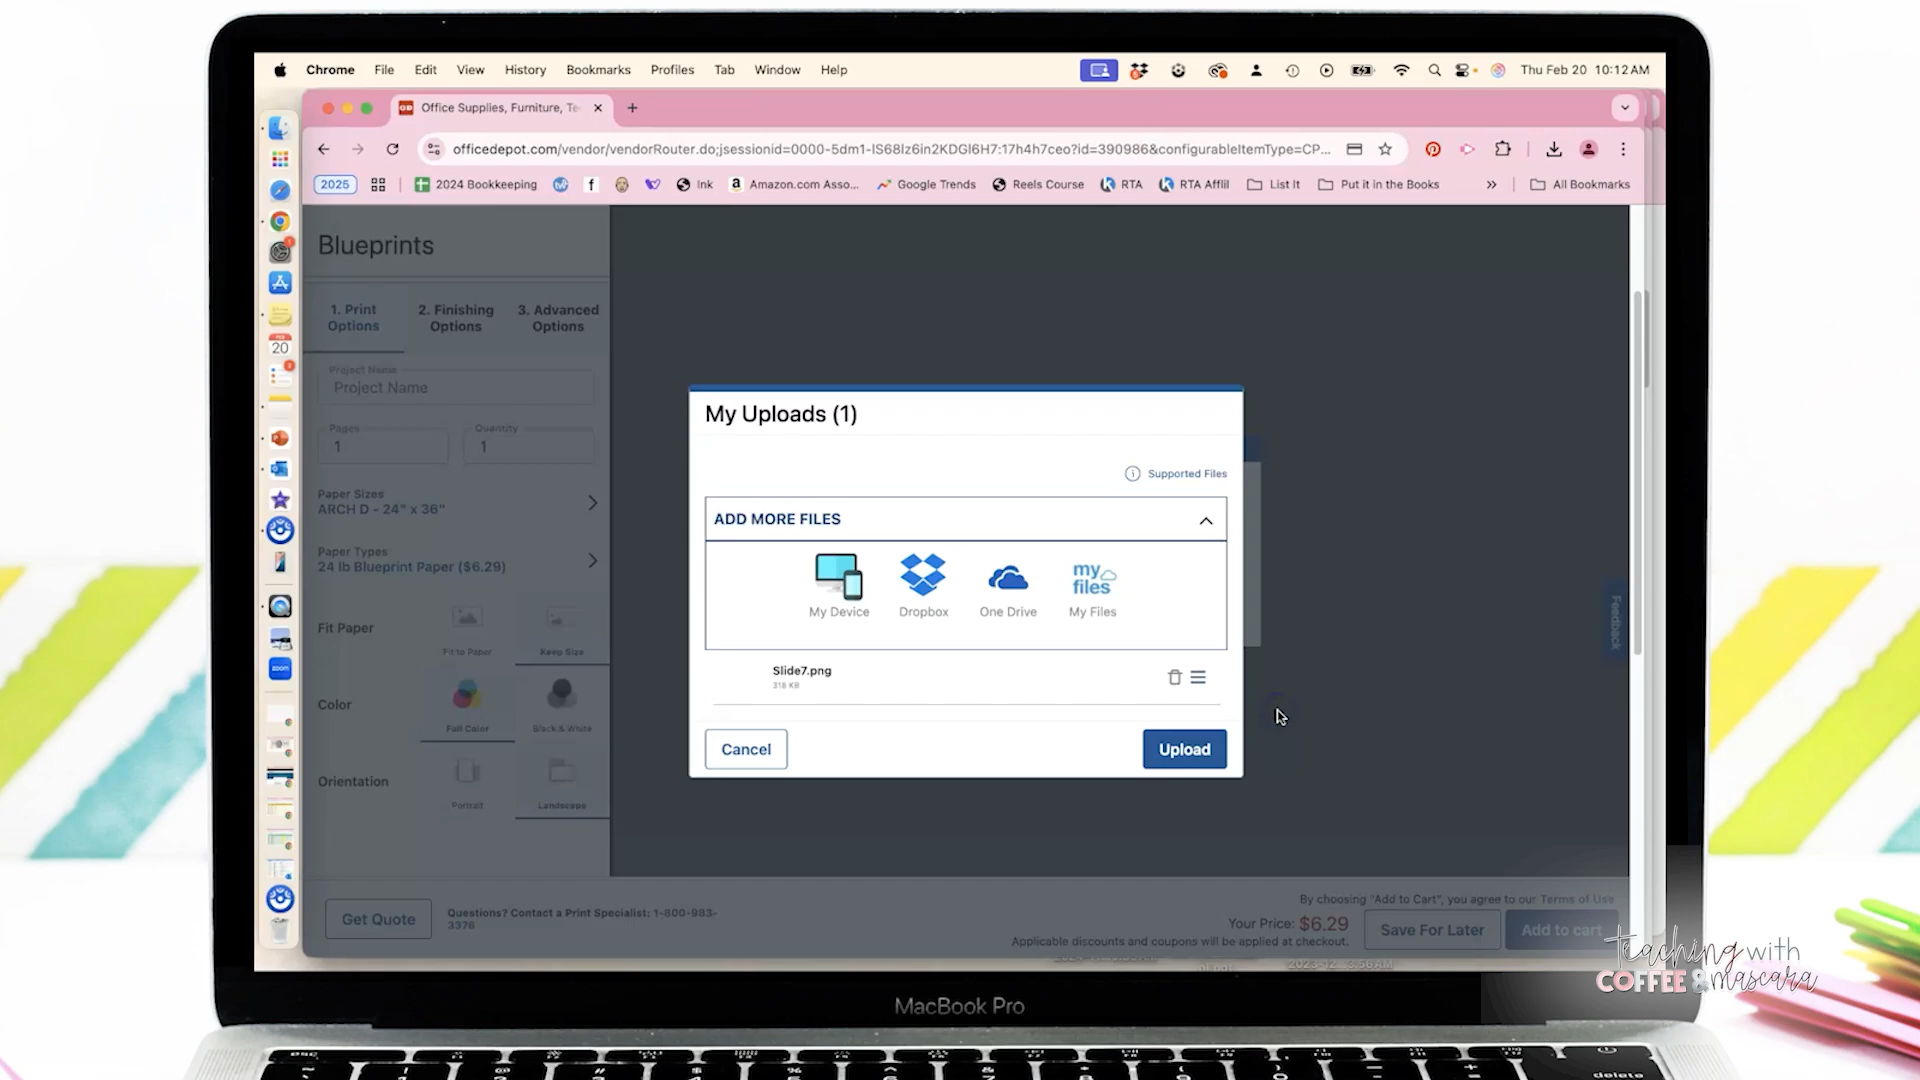 Chrome File Edit View History Bookmarks Profiles Tab Window Help
Thu Feb 20 10:12 AM
OD Office Supplies, Furniture, Te
officedepot.com/vendor/vendorRouter.do;jsessionid=0000-5dm1-IS68Iz6in2KDGI6H7:17h4h7ceo?id=390986&configurableItemType=CP...
2025 2024 Bookkeeping Ink Amazon.com Asso... Google Trends Reels Course RTA RTA Affiil List It Put it in the Books » All Bookmarks
Blueprints
1. Print Options
2. Finishing Options
3. Advanced Options
Project Name
Project Name
Pages
1
Quantity
1
Paper Sizes
ARCH D - 24" x 36"
Paper Types
24 lb Blueprint Paper ($6.29)
Fit Paper
Fit to Paper
Keep Size
Color
Full Color
Black & White
Orientation
Portrait
Landscape
My Uploads (1)
Supported Files
ADD MORE FILES
my files
My Device
Dropbox
One Drive
My Files
Slide7.png
318 KB
Cancel
Upload
Feedback
FEB
20
zoom
Get Quote
Questions? Contact a Print Specialist: 1-800-983-
3376
By choosing "Add to Cart", you agree to our Terms of Use
Your Price: $6.29
Applicable discounts and coupons will be applied at checkout.
Save For Later
Add to cart
teaching with
COFFEE & mascara
MacBook Pro
esc
delete